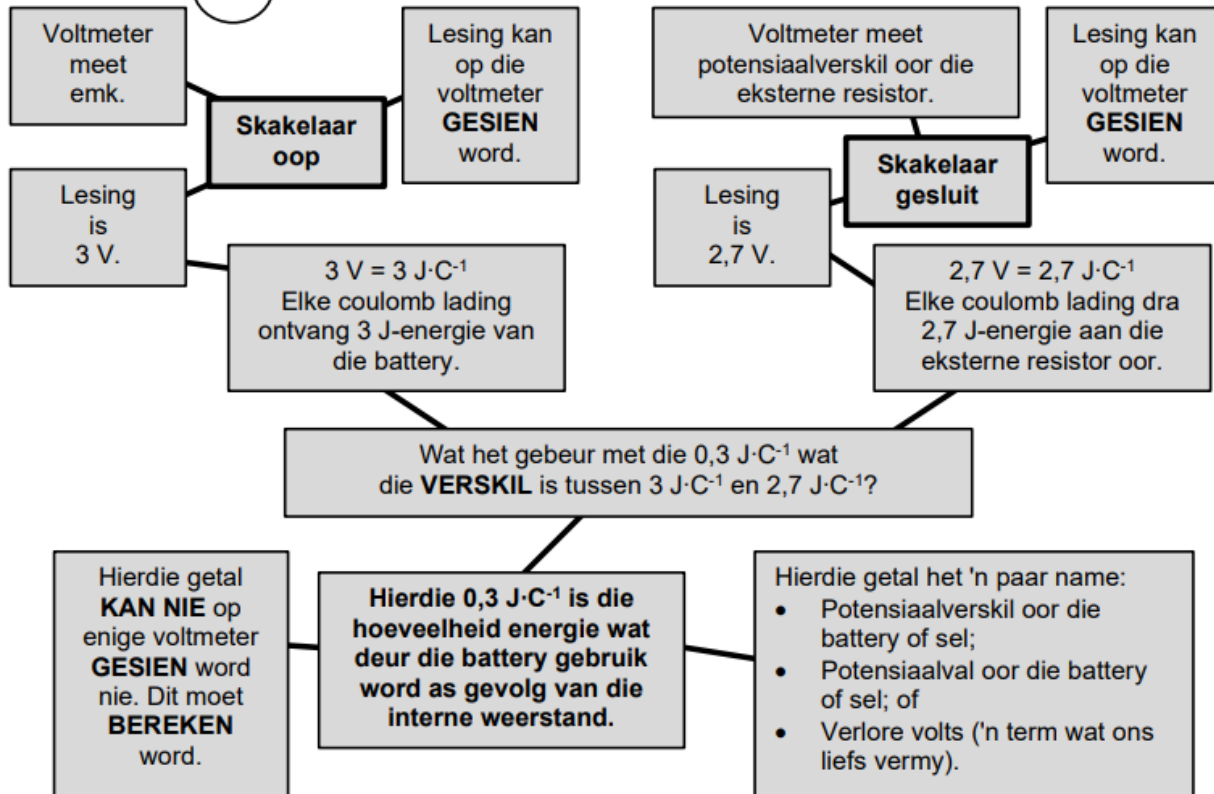 Voltmeter
meet
emk.
Skakelaar
oop
Lesing kan
op die
voltmeter
GESIEN
word.
Lesing
is
3 V.
3 V = 3 J·C⁻¹
Elke coulomb lading
ontvang 3 J-energie van
die battery.
Voltmeter meet
potensiaalverskil oor die
eksterne resistor.
Lesing kan
op die
voltmeter
GESIEN
word.
Skakelaar
gesluit
Lesing
is
2,7 V.
2,7 V = 2,7 J·C⁻¹
Elke coulomb lading dra
2,7 J-energie aan die
eksterne resistor oor.
Wat het gebeur met die 0,3 J·C⁻¹ wat
die VERSKIL is tussen 3 J·C⁻¹ en 2,7 J·C⁻¹?
Hierdie getal
KAN NIE op
enige voltmeter
GESIEN word
nie. Dit moet
BEREKEN
word.
Hierdie 0,3 J·C⁻¹ is die
hoeveelheid energie wat
deur die battery gebruik
word as gevolg van die
interne weerstand.
Hierdie getal het 'n paar name:
• Potensiaalverskil oor die
battery of sel;
• Potensiaalval oor die battery
of sel; of
• Verlore volts ('n term wat ons
liefs vermy).